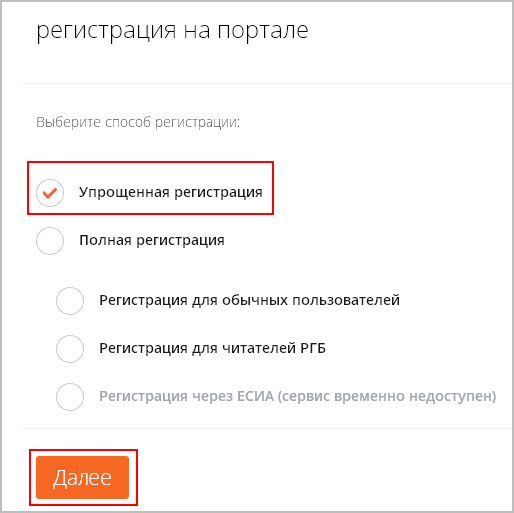 регистрация на портале
Выберите способ регистрации:
Упрощенная регистрация
Полная регистрация
Регистрация для обычных пользователей
Регистрация для читателей РГБ
Регистрация через ЕСИА (сервис временно недоступен)
Далее